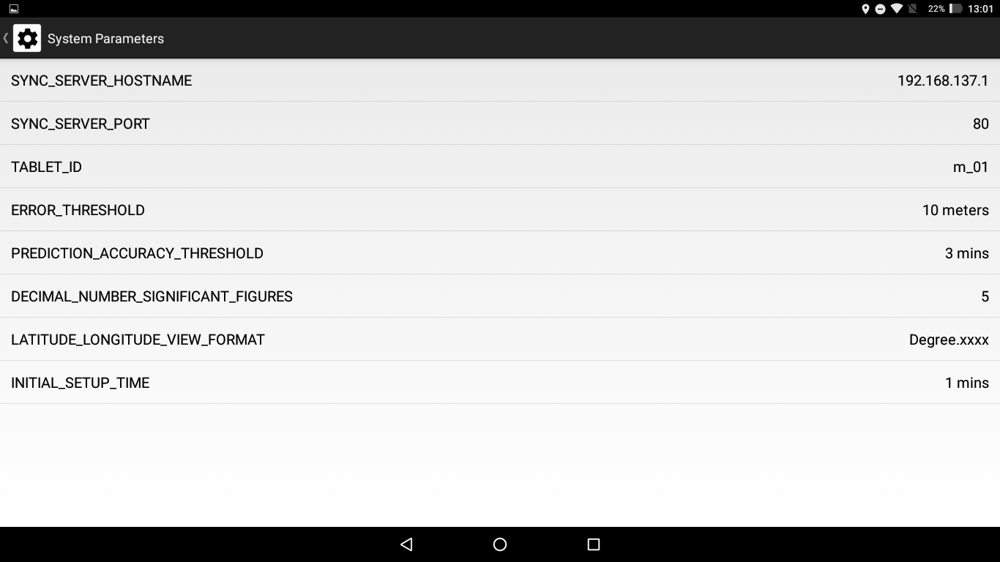 22% 13:01
System Parameters
SYNC_SERVER_HOSTNAME 192.168.137.1
SYNC_SERVER_PORT 80
TABLET_ID m_01
ERROR_THRESHOLD 10 meters
PREDICTION_ACCURACY_THRESHOLD 3 mins
DECIMAL_NUMBER_SIGNIFICANT_FIGURES 5
LATITUDE_LONGITUDE_VIEW_FORMAT Degree.xxxx
INITIAL_SETUP_TIME 1 mins